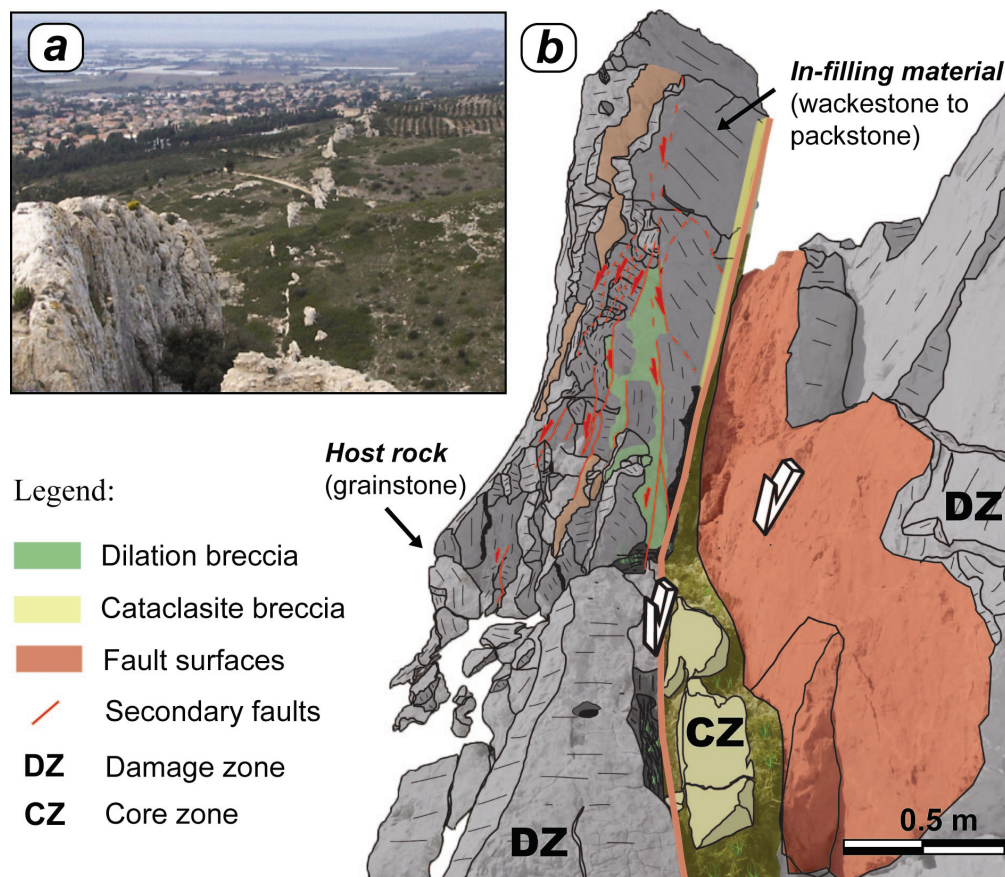 a
b
In-filling material
(wackestone to
packstone)
Host rock
(grainstone)
Legend:
Dilation breccia
Cataclasite breccia
Fault surfaces
Secondary faults
DZ Damage zone
CZ Core zone
DZ
CZ
DZ
0.5 m